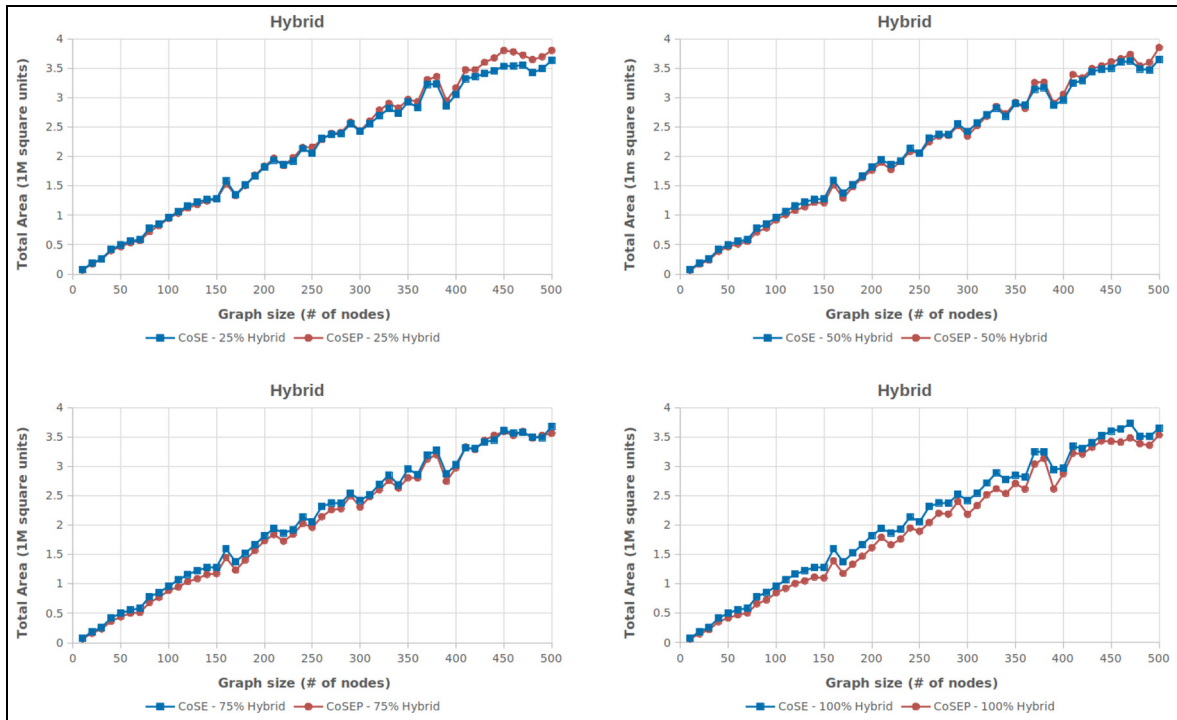 Hybrid
Total Area (1M square units)
4
3.5
3
2.5
2
1.5
1
0.5
0
0 50 100 150 200 250 300 350 400 450 500
Graph size (# of nodes)
CoSE - 25% Hybrid CoSEP - 25% Hybrid
Hybrid
Total Area (1m square units)
4
3.5
3
2.5
2
1.5
1
0.5
0
0 50 100 150 200 250 300 350 400 450 500
Graph size (# of nodes)
CoSE - 50% Hybrid CoSEP - 50% Hybrid
Hybrid
Total Area (1M square units)
4
3.5
3
2.5
2
1.5
1
0.5
0
0 50 100 150 200 250 300 350 400 450 500
Graph size (# of nodes)
CoSE - 75% Hybrid CoSEP - 75% Hybrid
Hybrid
Total Area (1M square units)
4
3.5
3
2.5
2
1.5
1
0.5
0
0 50 100 150 200 250 300 350 400 450 500
Graph size (# of nodes)
CoSE - 100% Hybrid CoSEP - 100% Hybrid